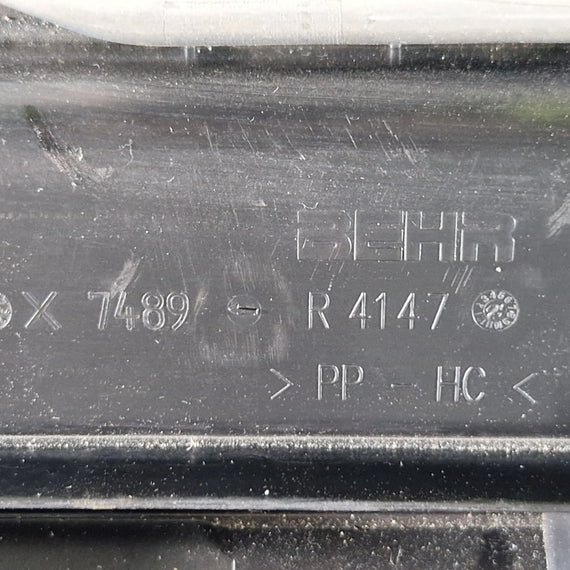 BEHR
X 7489 R 4147
> PP - HC <